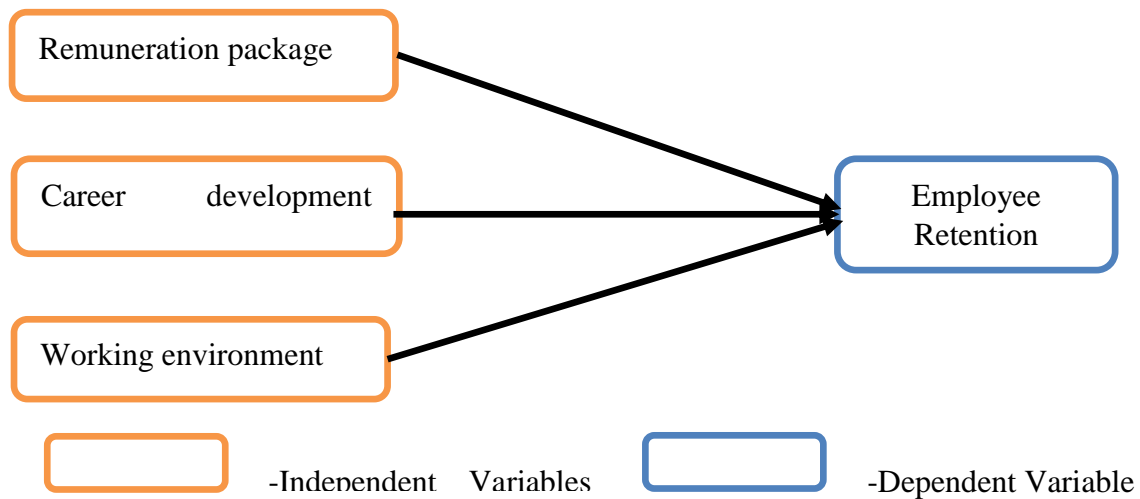 Remuneration package
Career development
Employee
Retention
Working environment
-Independent Variables
-Dependent Variable